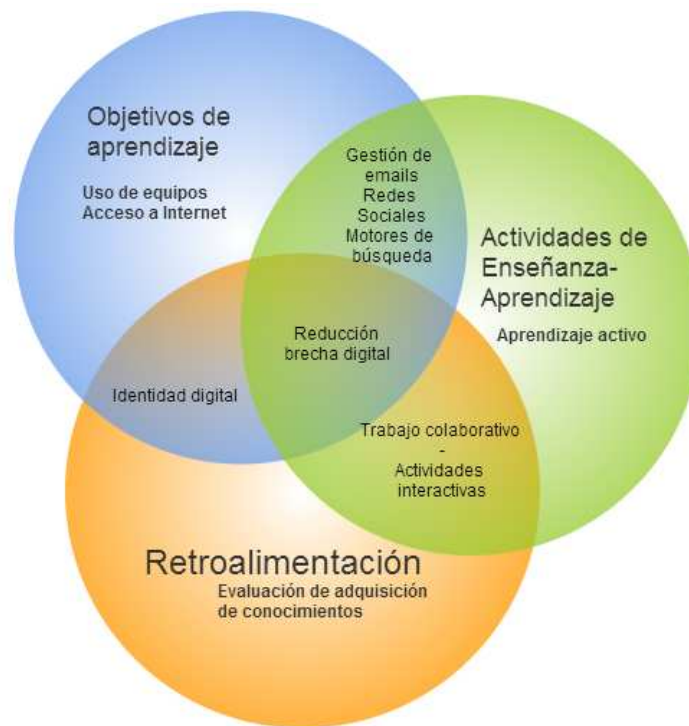 Objetivos de
aprendizaje
Uso de equipos
Acceso a Internet
Gestión de
emails
Redes
Sociales
Motores de
búsqueda
Actividades de
Enseñanza-
Aprendizaje
Aprendizaje activo
Reducción
brecha digital
Identidad digital
Trabajo colaborativo
-
Actividades
interactivas
Retroalimentación
Evaluación de adquisición
de conocimientos